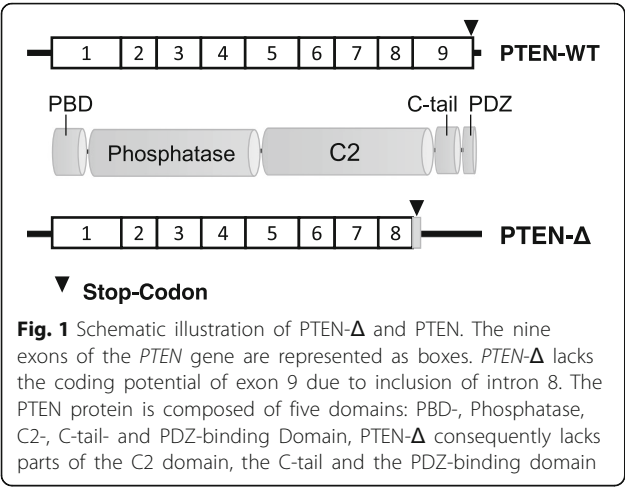 1 2 3 4 5 6 7 8 9 PTEN-WT
PBD C-tail PDZ
Phosphatase C2
1 2 3 4 5 6 7 8 PTEN-Δ
Stop-Codon
Fig. 1 Schematic illustration of PTEN-Δ and PTEN. The nine
exons of the PTEN gene are represented as boxes. PTEN-Δ lacks
the coding potential of exon 9 due to inclusion of intron 8. The
PTEN protein is composed of five domains: PBD-, Phosphatase,
C2-, C-tail- and PDZ-binding Domain, PTEN-Δ consequently lacks
parts of the C2 domain, the C-tail and the PDZ-binding domain